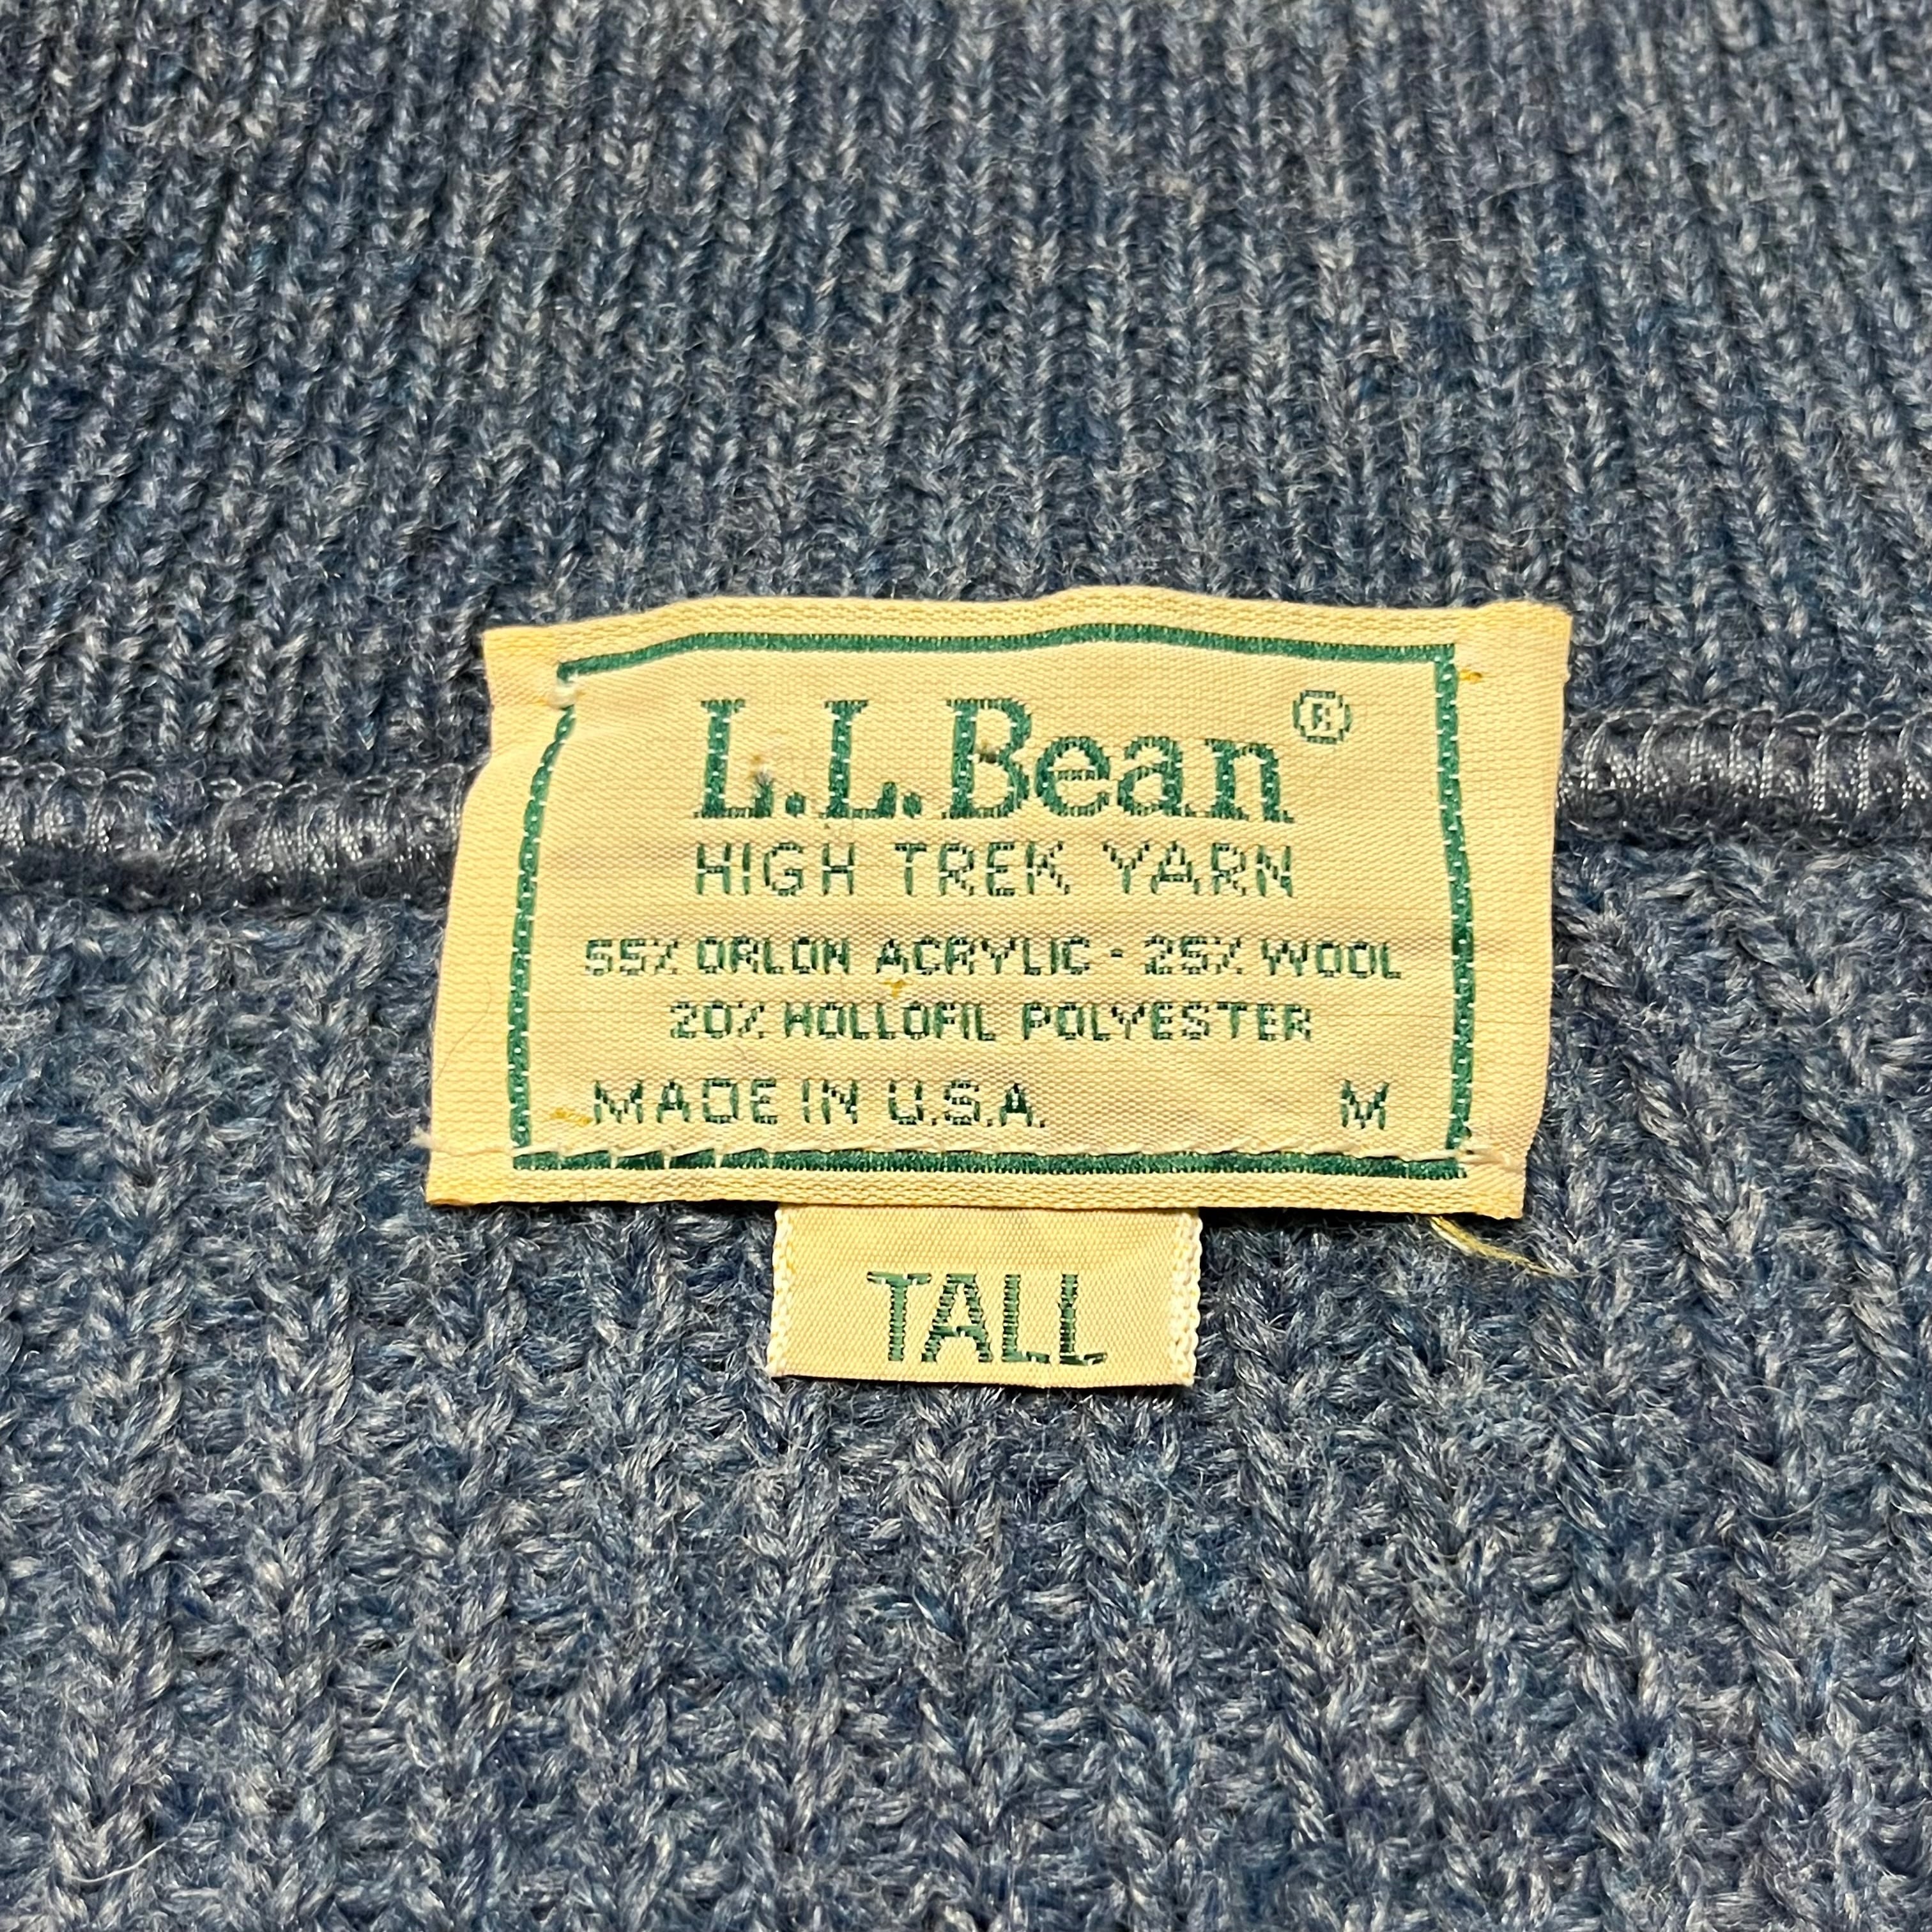 L.L.Bean®
HIGH TREK YARN
55% ORLON ACRYLIC - 25% WOOL
20% HOLLOFIL POLYESTER
MADE IN U.S.A. M
TALL